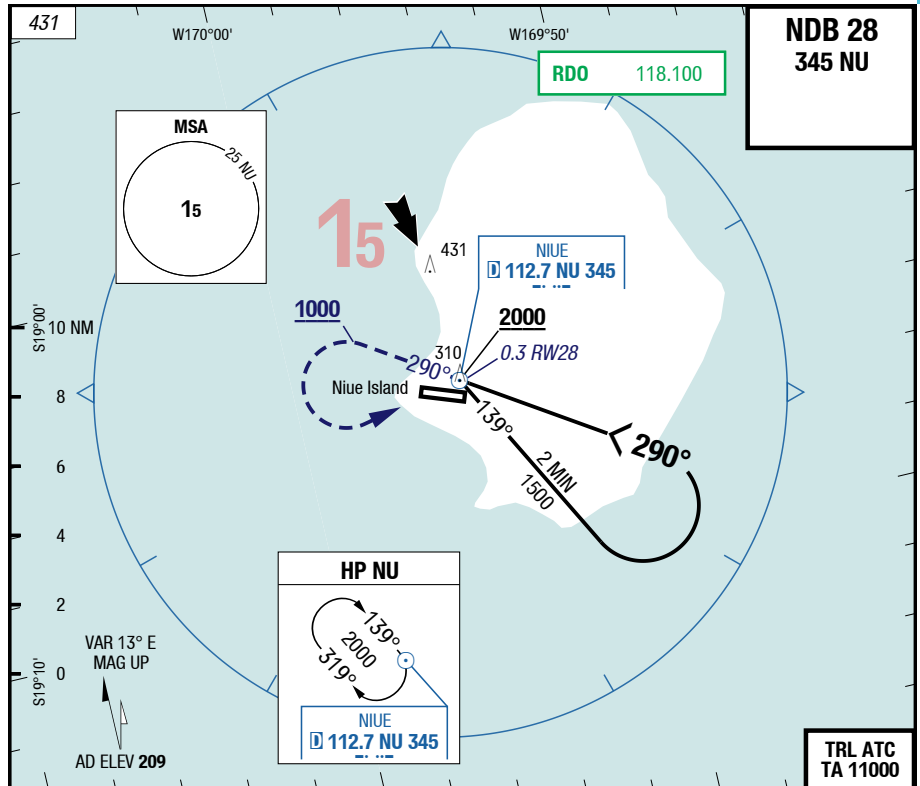 431
W170°00'
W169°50'
NDB 28
345 NU
RDO 118.100
MSA
25 NU
15
15
431
NIUE
D 112.7 NU 345
1000
2000
310
0.3 RW28
290°
Niue Island
139°
290°
2 MIN
1500
S19°00'
10 NM
8
6
4
2
0
S19°10'
HP NU
139°
2000
319°
NIUE
D 112.7 NU 345
VAR 13° E
MAG UP
AD ELEV 209
TRL ATC
TA 11000